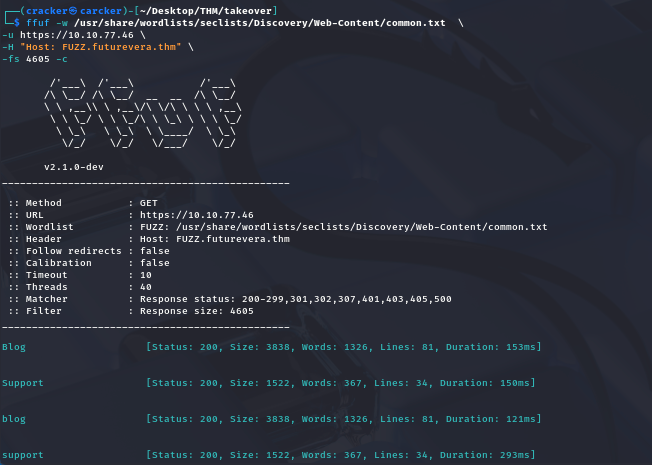 ┌──(cracker㉿carcker)-[~/Desktop/THM/takeover]
└─$ ffuf -w /usr/share/wordlists/seclists/Discovery/Web-Content/common.txt  \
-u https://10.10.77.46 \
-H "Host: FUZZ.futurevera.thm" \
-fs 4605 -c

        /'___\  /'___\           /'___\
       /\ \__/ /\ \__/  __  __  /\ \__/
       \ \ ,__\\ \ ,__\/\ \/\ \ \ \ ,__\
        \ \ \_/ \ \ \_/\ \ \_\ \ \ \ \_/
         \ \_\   \ \_\  \ \____/  \ \_\
          \/_/    \/_/   \/___/    \/_/

       v2.1.0-dev
________________________________________________

 :: Method           : GET
 :: URL              : https://10.10.77.46
 :: Wordlist         : FUZZ: /usr/share/wordlists/seclists/Discovery/Web-Content/common.txt
 :: Header           : Host: FUZZ.futurevera.thm
 :: Follow redirects : false
 :: Calibration      : false
 :: Timeout          : 10
 :: Threads          : 40
 :: Matcher          : Response status: 200-299,301,302,307,401,403,405,500
 :: Filter           : Response size: 4605
________________________________________________

Blog                    [Status: 200, Size: 3838, Words: 1326, Lines: 81, Duration: 153ms]
Support                 [Status: 200, Size: 1522, Words: 367, Lines: 34, Duration: 150ms]
blog                    [Status: 200, Size: 3838, Words: 1326, Lines: 81, Duration: 121ms]
support                 [Status: 200, Size: 1522, Words: 367, Lines: 34, Duration: 293ms]